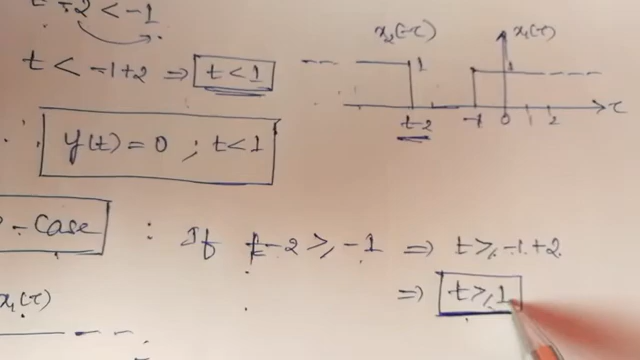 t+2 < -1
t < -1+2 ⇒ t < 1
∴ y(t) = 0 ; t < 1
x₂(-τ) x₁(τ)
1 1
t-2 -1 0 1 2 τ
- Case : If t-2 ≥, -1 ⇒ t ≥, -1+2
⇒ t ≥, 1
x₁(τ)